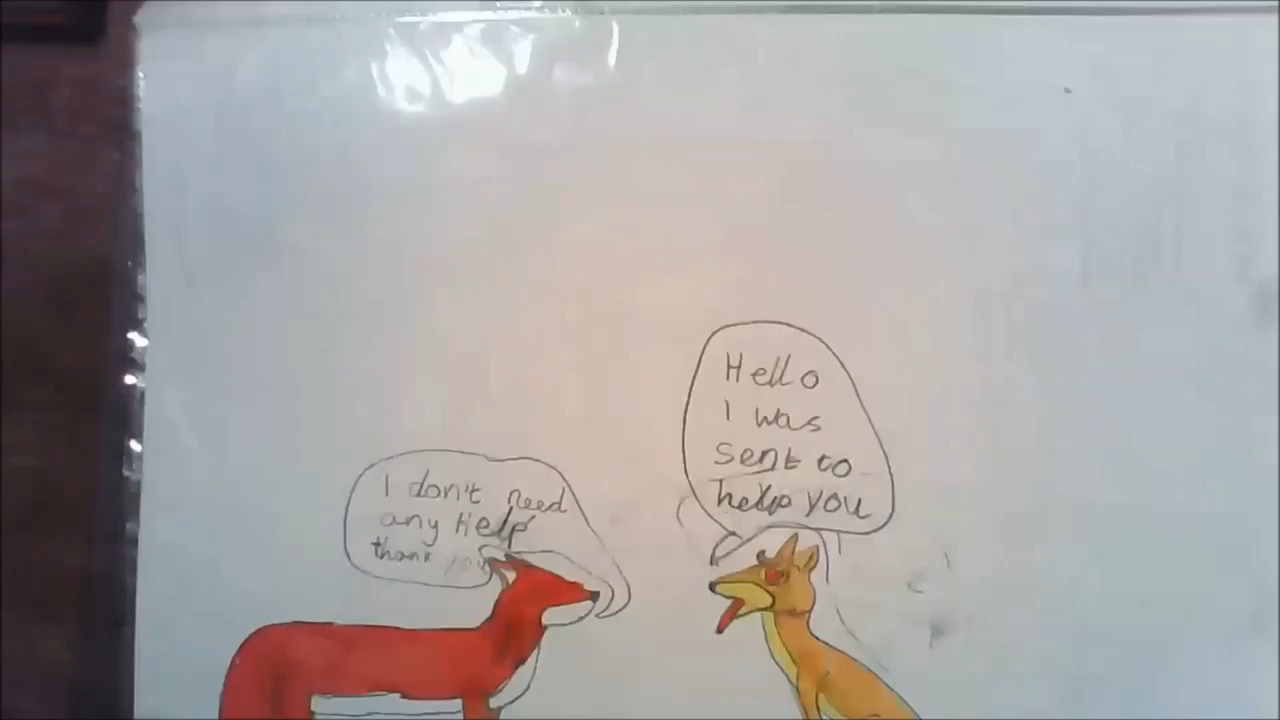 Hello
I was
sent to
help you
I don't need
any Help
thank you